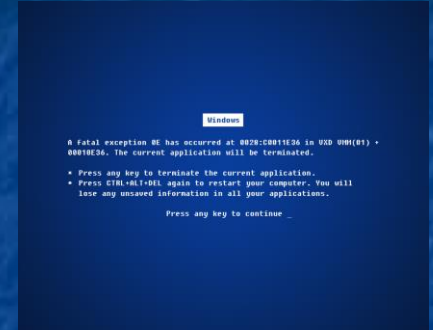 Windows
A fatal exception 0E has occurred at 0028:C0011E36 in VXD VMM(01) +
00010E36. The current application will be terminated.
* Press any key to terminate the current application.
* Press CTRL+ALT+DEL again to restart your computer. You will
lose any unsaved information in all your applications.
Press any key to continue _